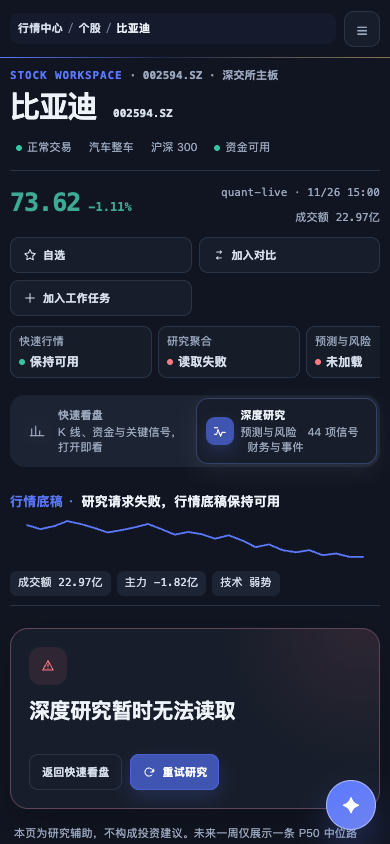 行情中心 / 个股 / 比亚迪
STOCK WORKSPACE · 002594.SZ · 深交所主板
比亚迪 002594.SZ
正常交易 汽车整车 沪深 300 资金可用
73.62 −1.11%
quant-live · 11/26 15:00
成交额 22.97亿
自选
加入对比
加入工作任务
快速行情
保持可用
研究聚合
读取失败
预测与风险
未加载
快速看盘
K 线、资金与关键信号，
打开即看
深度研究
预测与风险 44 项信号
财务与事件
行情底稿 · 研究请求失败，行情底稿保持可用
成交额 22.97亿
主力 −1.82亿
技术 弱势
深度研究暂时无法读取
返回快速看盘
重试研究
本页为研究辅助，不构成投资建议。未来一周仅展示一条 P50 中位路